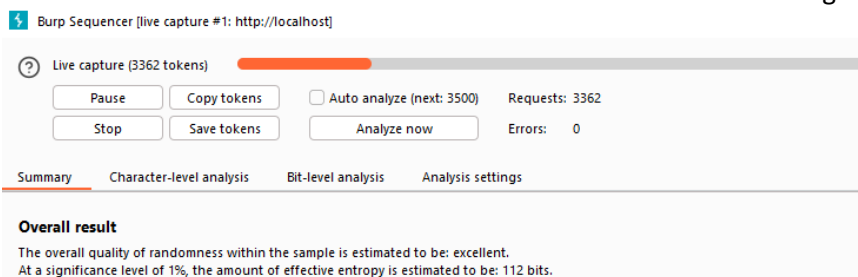 Burp Sequencer [live capture #1: http://localhost]
Live capture (3362 tokens)
Pause Copy tokens Auto analyze (next: 3500) Requests: 3362
Stop Save tokens Analyze now Errors: 0
Summary Character-level analysis Bit-level analysis Analysis settings
Overall result
The overall quality of randomness within the sample is estimated to be: excellent.
At a significance level of 1%, the amount of effective entropy is estimated to be: 112 bits.